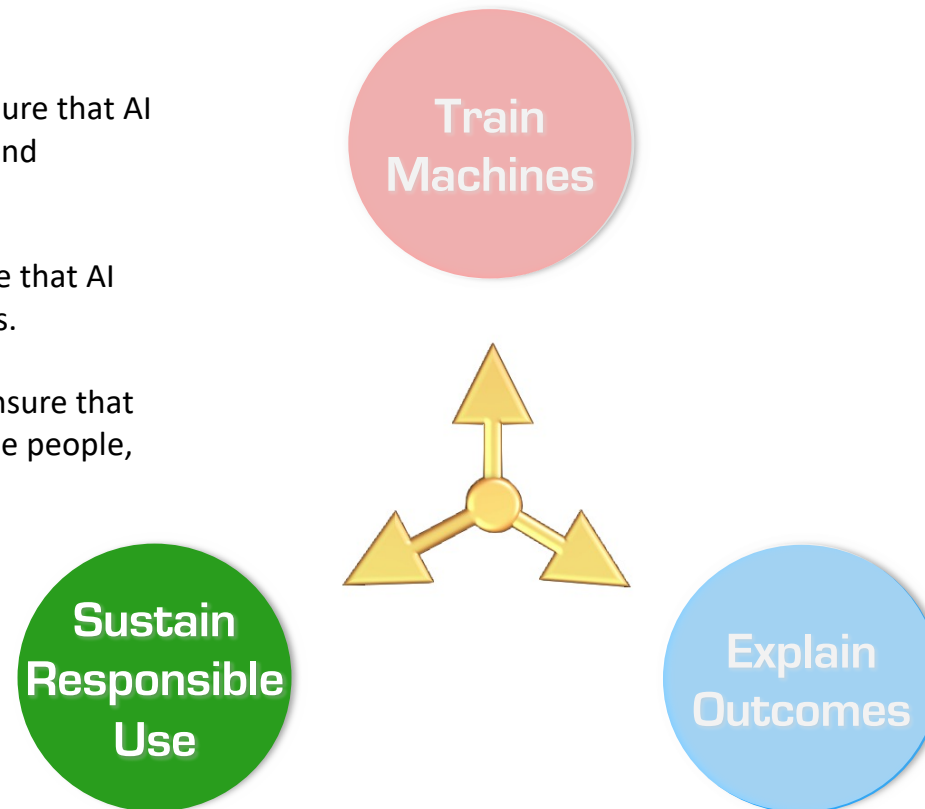 ure that AI
nd
e that AI
s.
nsure that
e people,
Train
Machines
Sustain
Responsible
Use
Explain
Outcomes